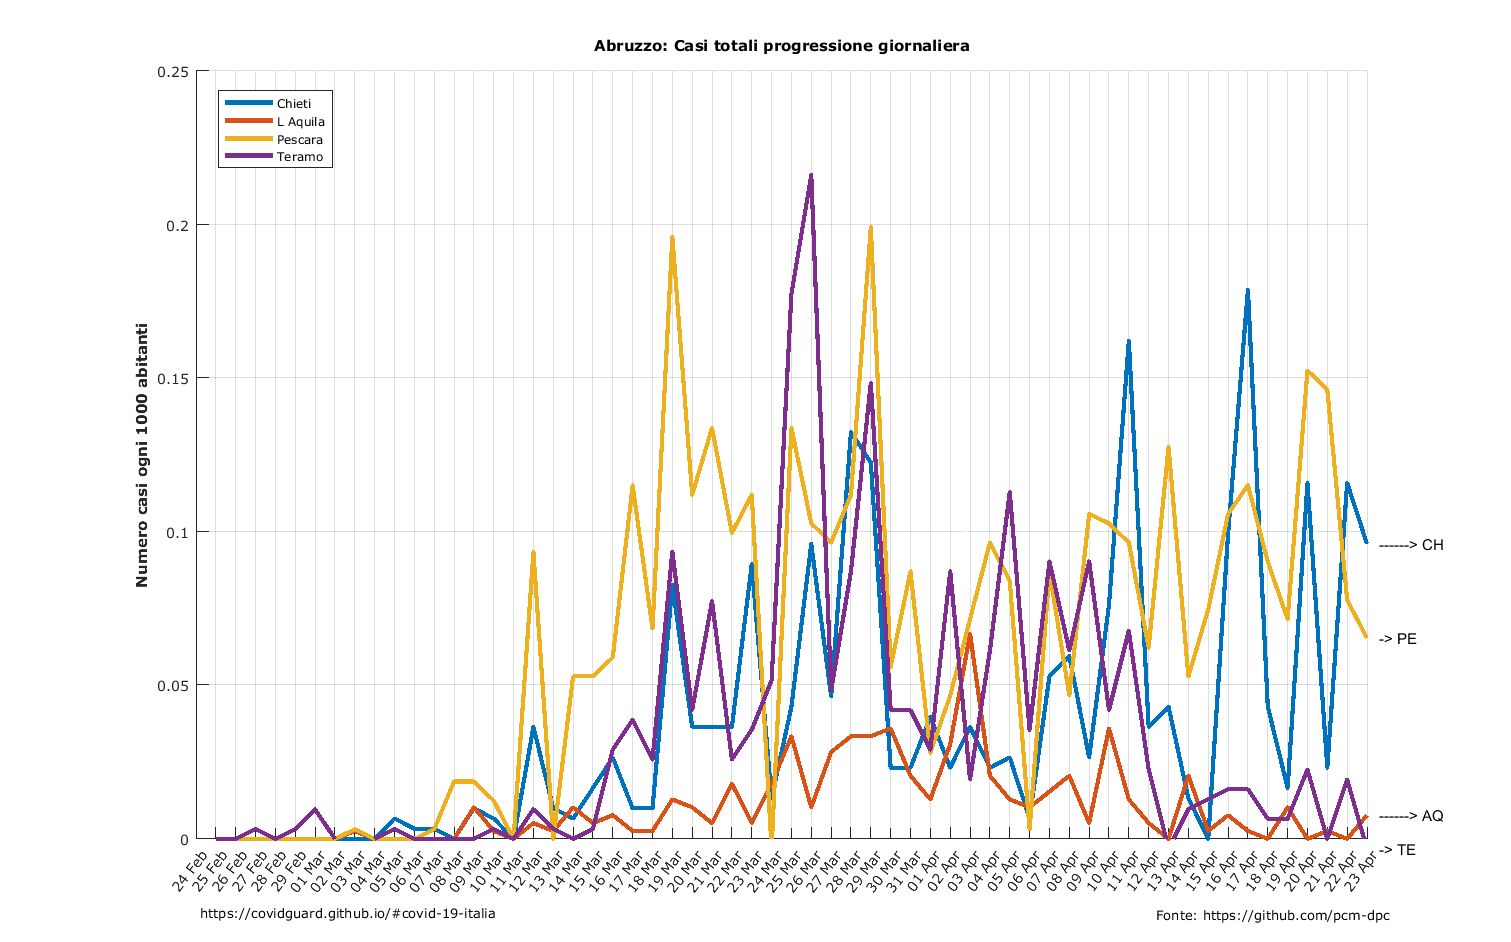 Abruzzo: Casi totali progressione giornaliera
Numero casi ogni 1000 abitanti
0.25
0.2
0.15
0.1
0.05
0
Chieti
L Aquila
Pescara
Teramo
------> CH
-> PE
------> AQ
-> TE
24 Feb
25 Feb
26 Feb
27 Feb
28 Feb
29 Feb
01 Mar
02 Mar
03 Mar
04 Mar
05 Mar
06 Mar
07 Mar
08 Mar
09 Mar
10 Mar
11 Mar
12 Mar
13 Mar
14 Mar
15 Mar
16 Mar
17 Mar
18 Mar
19 Mar
20 Mar
21 Mar
22 Mar
23 Mar
24 Mar
25 Mar
26 Mar
27 Mar
28 Mar
29 Mar
30 Mar
31 Mar
01 Apr
02 Apr
03 Apr
04 Apr
05 Apr
06 Apr
07 Apr
08 Apr
09 Apr
10 Apr
11 Apr
12 Apr
13 Apr
14 Apr
15 Apr
16 Apr
17 Apr
18 Apr
19 Apr
20 Apr
21 Apr
22 Apr
23 Apr
https://covidguard.github.io/#covid-19-italia
Fonte: https://github.com/pcm-dpc